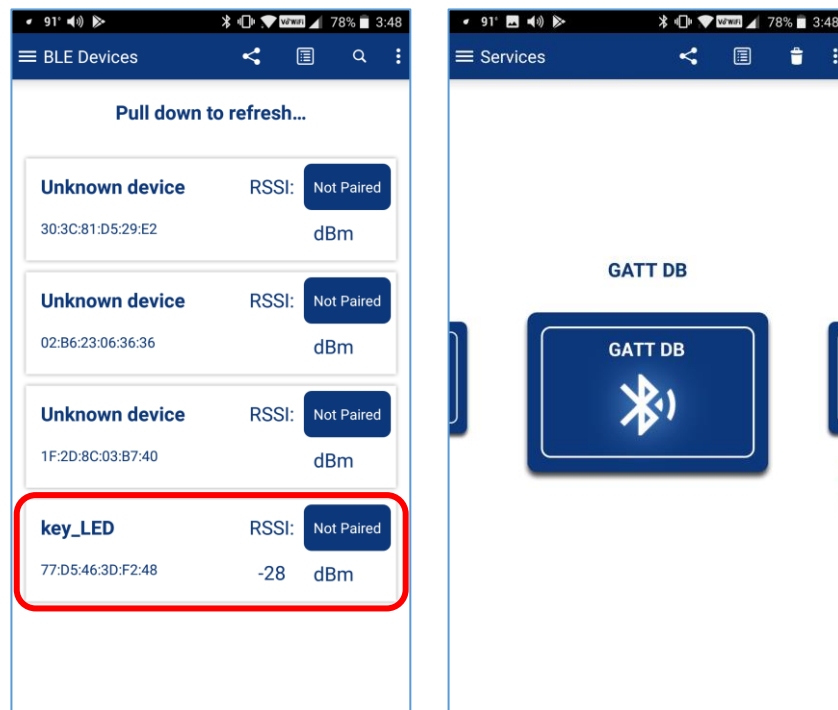 91° 78% 3:48
BLE Devices
Pull down to refresh...
Unknown device RSSI: Not Paired
30:3C:81:D5:29:E2 dBm
Unknown device RSSI: Not Paired
02:B6:23:06:36:36 dBm
Unknown device RSSI: Not Paired
1F:2D:8C:03:B7:40 dBm
key_LED RSSI: Not Paired
77:D5:46:3D:F2:48 -28 dBm
91° 78% 3:48
Services
GATT DB
GATT DB